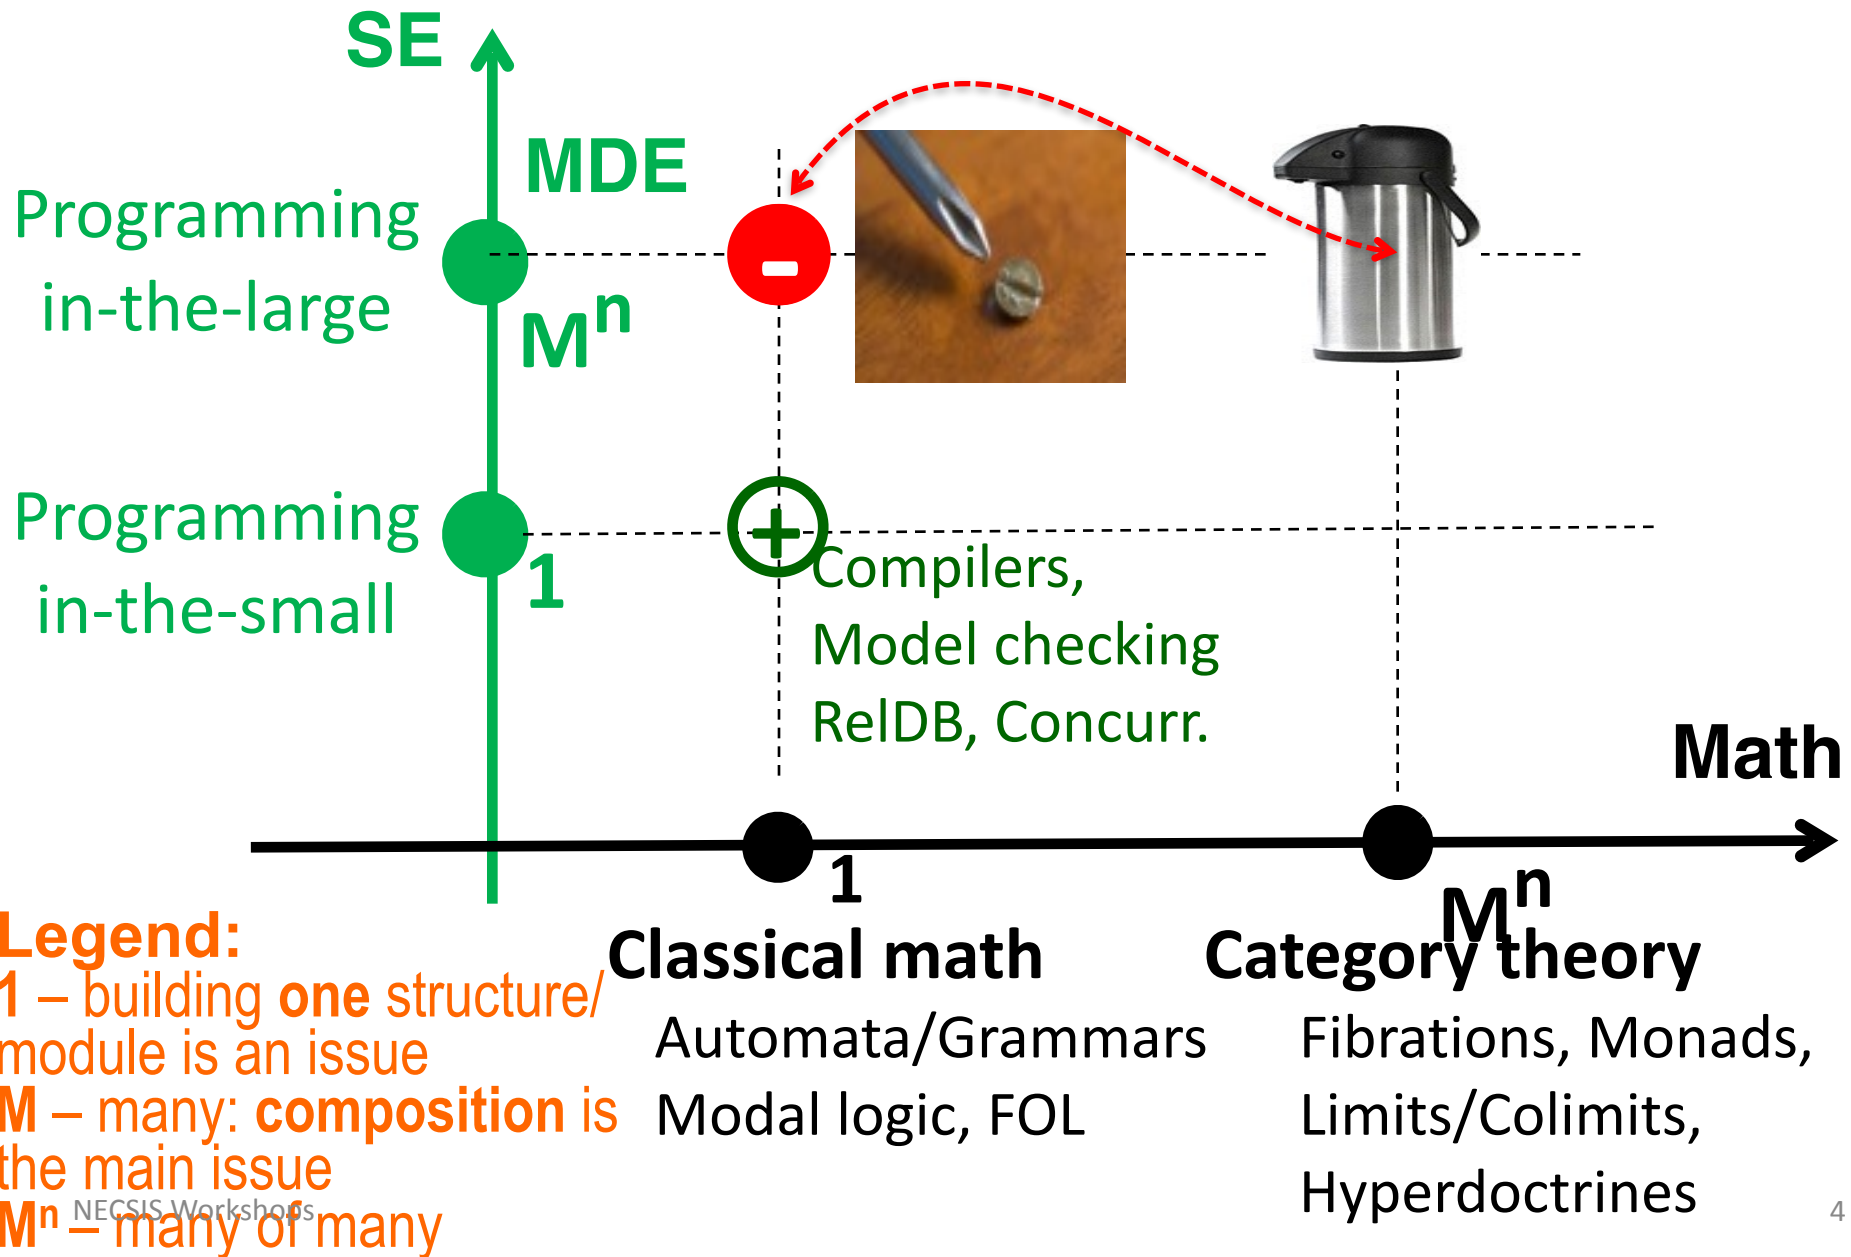 SE
MDE
Programming
in-the-large
-
Mⁿ
Programming
in-the-small
1
+
Compilers,
Model checking
RelDB, Concurr.
Math
1
Mⁿ
Classical math
Automata/Grammars
Modal logic, FOL
Category theory
Fibrations, Monads,
Limits/Colimits,
Hyperdoctrines
Legend:
1 – building one structure/
module is an issue
M – many: composition is
the main issue
Mⁿ – many of many
NECSIS Workshops
4